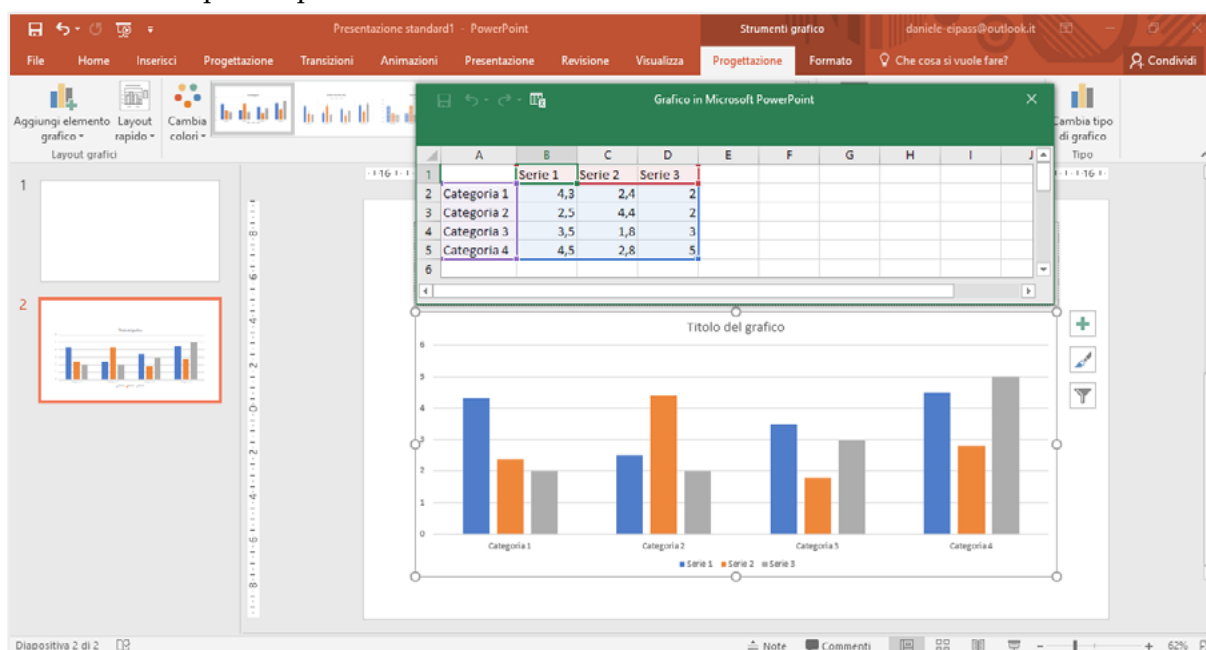 Presentazione standard1 - PowerPoint
Strumenti grafico
daniele-eipass@outlook.it
File Home Inserisci Progettazione Transizioni Animazioni Presentazione Revisione Visualizza Progettazione Formato Che cosa si vuole fare? Condividi
Aggiungi elemento grafico
Layout rapido
Cambia colori
Layout grafici
Cambia tipo di grafico
Tipo
Grafico in Microsoft PowerPoint
A B C D E F G H I J
1 Serie 1 Serie 2 Serie 3
2 Categoria 1 4,3 2,4 2
3 Categoria 2 2,5 4,4 2
4 Categoria 3 3,5 1,8 3
5 Categoria 4 4,5 2,8 5
6
1
2
Titolo del grafico
6
5
4
3
2
1
0
Categoria 1 Categoria 2 Categoria 3 Categoria 4
Serie 1 Serie 2 Serie 3
Diapositiva 2 di 2 Note Commenti 62%